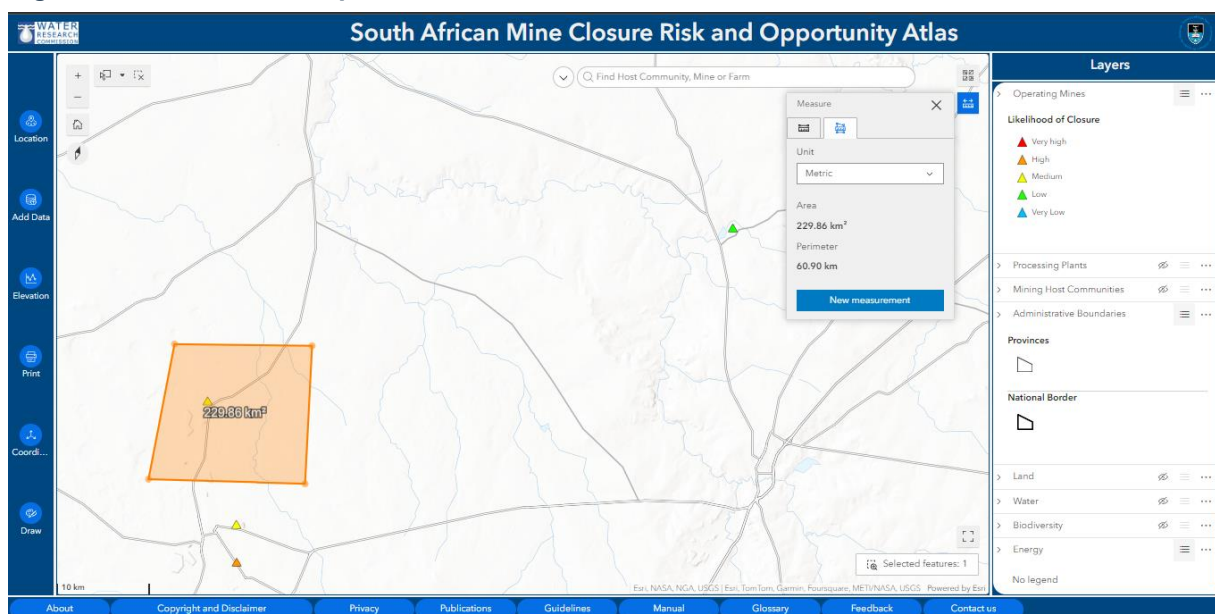 WATER
RESEARCH
COMMISSION
South African Mine Closure Risk and Opportunity Atlas
Location
Add Data
Elevation
Print
Coordi...
Draw
Find Host Community, Mine or Farm
Measure
Unit
Metric
Area
229.86 km²
Perimeter
60.90 km
New measurement
229.86 km²
10 km
Selected features: 1
Esri, NASA, NGA, USGS | Esri, TomTom, Garmin, Foursquare, METI/NASA, USGS Powered by Esri
Layers
Operating Mines
Likelihood of Closure
Very high
High
Medium
Low
Very Low
Processing Plants
Mining Host Communities
Administrative Boundaries
Provinces
National Border
Land
Water
Biodiversity
Energy
No legend
About Copyright and Disclaimer Privacy Publications Guidelines Manual Glossary Feedback Contact us